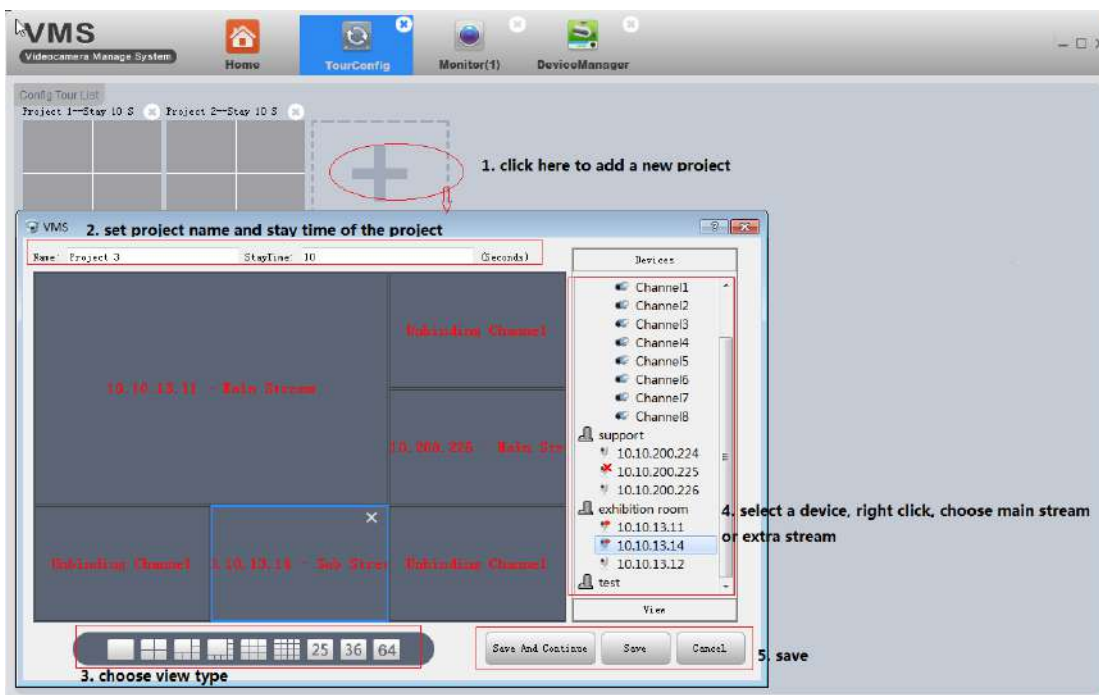 VMS
Videocamera Manage System
Home
TourConfig
Monitor(1)
DeviceManager
Config Tour List
Project 1--Stay 10 S
Project 2--Stay 10 S
1. click here to add a new project
VMS
2. set project name and stay time of the project
Name: Project 3
StayTime: 10
(Seconds)
Devices
Channel1
Channel2
Channel3
Channel4
Channel5
Channel6
Channel7
Channel8
support
10.10.200.224
10.10.200.225
10.10.200.226
exhibition room
10.10.13.11
10.10.13.14
10.10.13.12
test
View
Unbinding Channel
10.10.13.11 - Main Stream
10.200.226 - Main Stre
Unbinding Channel
.10.13.14 - Sub Stre
Unbinding Channel
4. select a device, right click, choose main stream
or extra stream
25 36 64
3. choose view type
Save And Continue
Save
Cancel
5. save